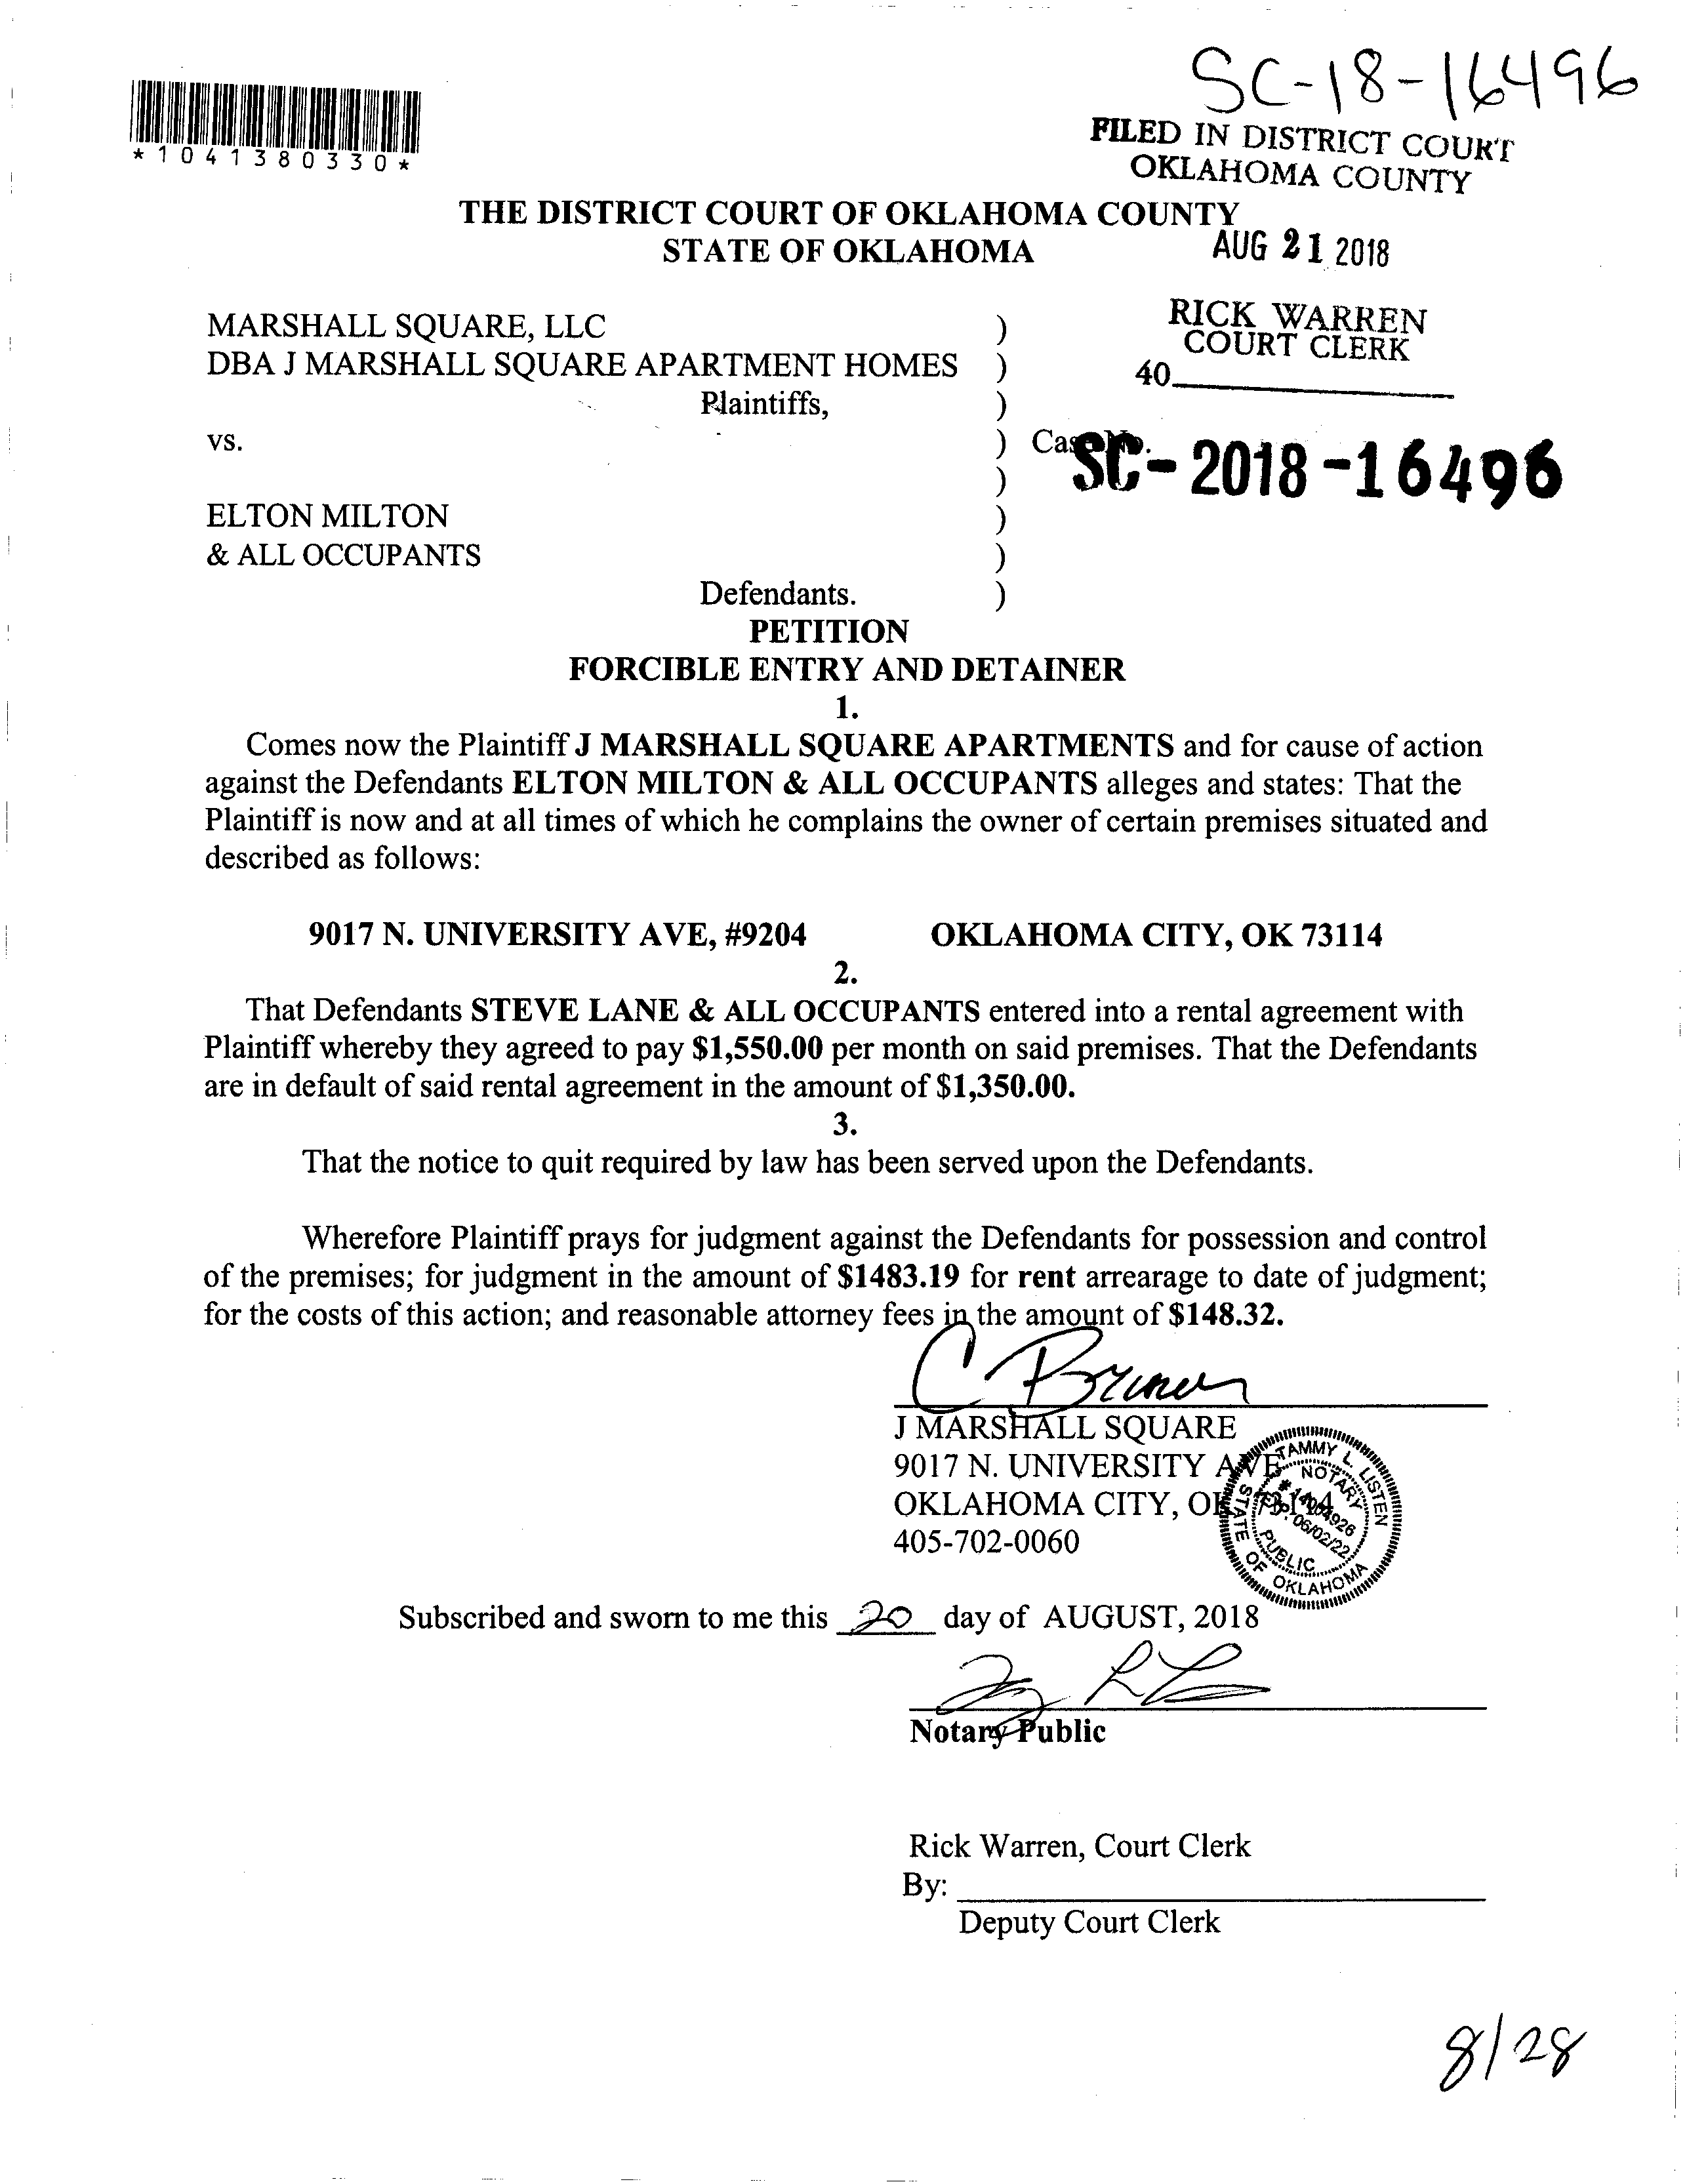 SC-18-16496
*1041380330*
FILED IN DISTRICT COURT
OKLAHOMA COUNTY
THE DISTRICT COURT OF OKLAHOMA COUNTY
STATE OF OKLAHOMA
AUG 21 2018
RICK WARREN
COURT CLERK
40
MARSHALL SQUARE, LLC )
DBA J MARSHALL SQUARE APARTMENT HOMES )
Plaintiffs, )
vs. ) Case No. SC-2018-16496
)
ELTON MILTON )
& ALL OCCUPANTS )
Defendants. )
PETITION
FORCIBLE ENTRY AND DETAINER
1.
Comes now the Plaintiff J MARSHALL SQUARE APARTMENTS and for cause of action
against the Defendants ELTON MILTON & ALL OCCUPANTS alleges and states: That the
Plaintiff is now and at all times of which he complains the owner of certain premises situated and
described as follows:
9017 N. UNIVERSITY AVE, #9204 OKLAHOMA CITY, OK 73114
2.
That Defendants STEVE LANE & ALL OCCUPANTS entered into a rental agreement with
Plaintiff whereby they agreed to pay $1,550.00 per month on said premises. That the Defendants
are in default of said rental agreement in the amount of $1,350.00.
3.
That the notice to quit required by law has been served upon the Defendants.
Wherefore Plaintiff prays for judgment against the Defendants for possession and control
of the premises; for judgment in the amount of $1483.19 for rent arrearage to date of judgment;
for the costs of this action; and reasonable attorney fees in the amount of $148.32.
J MARSHALL SQUARE
9017 N. UNIVERSITY AVE
OKLAHOMA CITY, OK 73114
405-702-0060
TAMMY L. LISTEN
NOTARY
# 14004926
EXP. 06/02/22
PUBLIC
STATE OF OKLAHOMA
Subscribed and sworn to me this 20 day of AUGUST, 2018
Notary Public
Rick Warren, Court Clerk
By:
Deputy Court Clerk
8/28